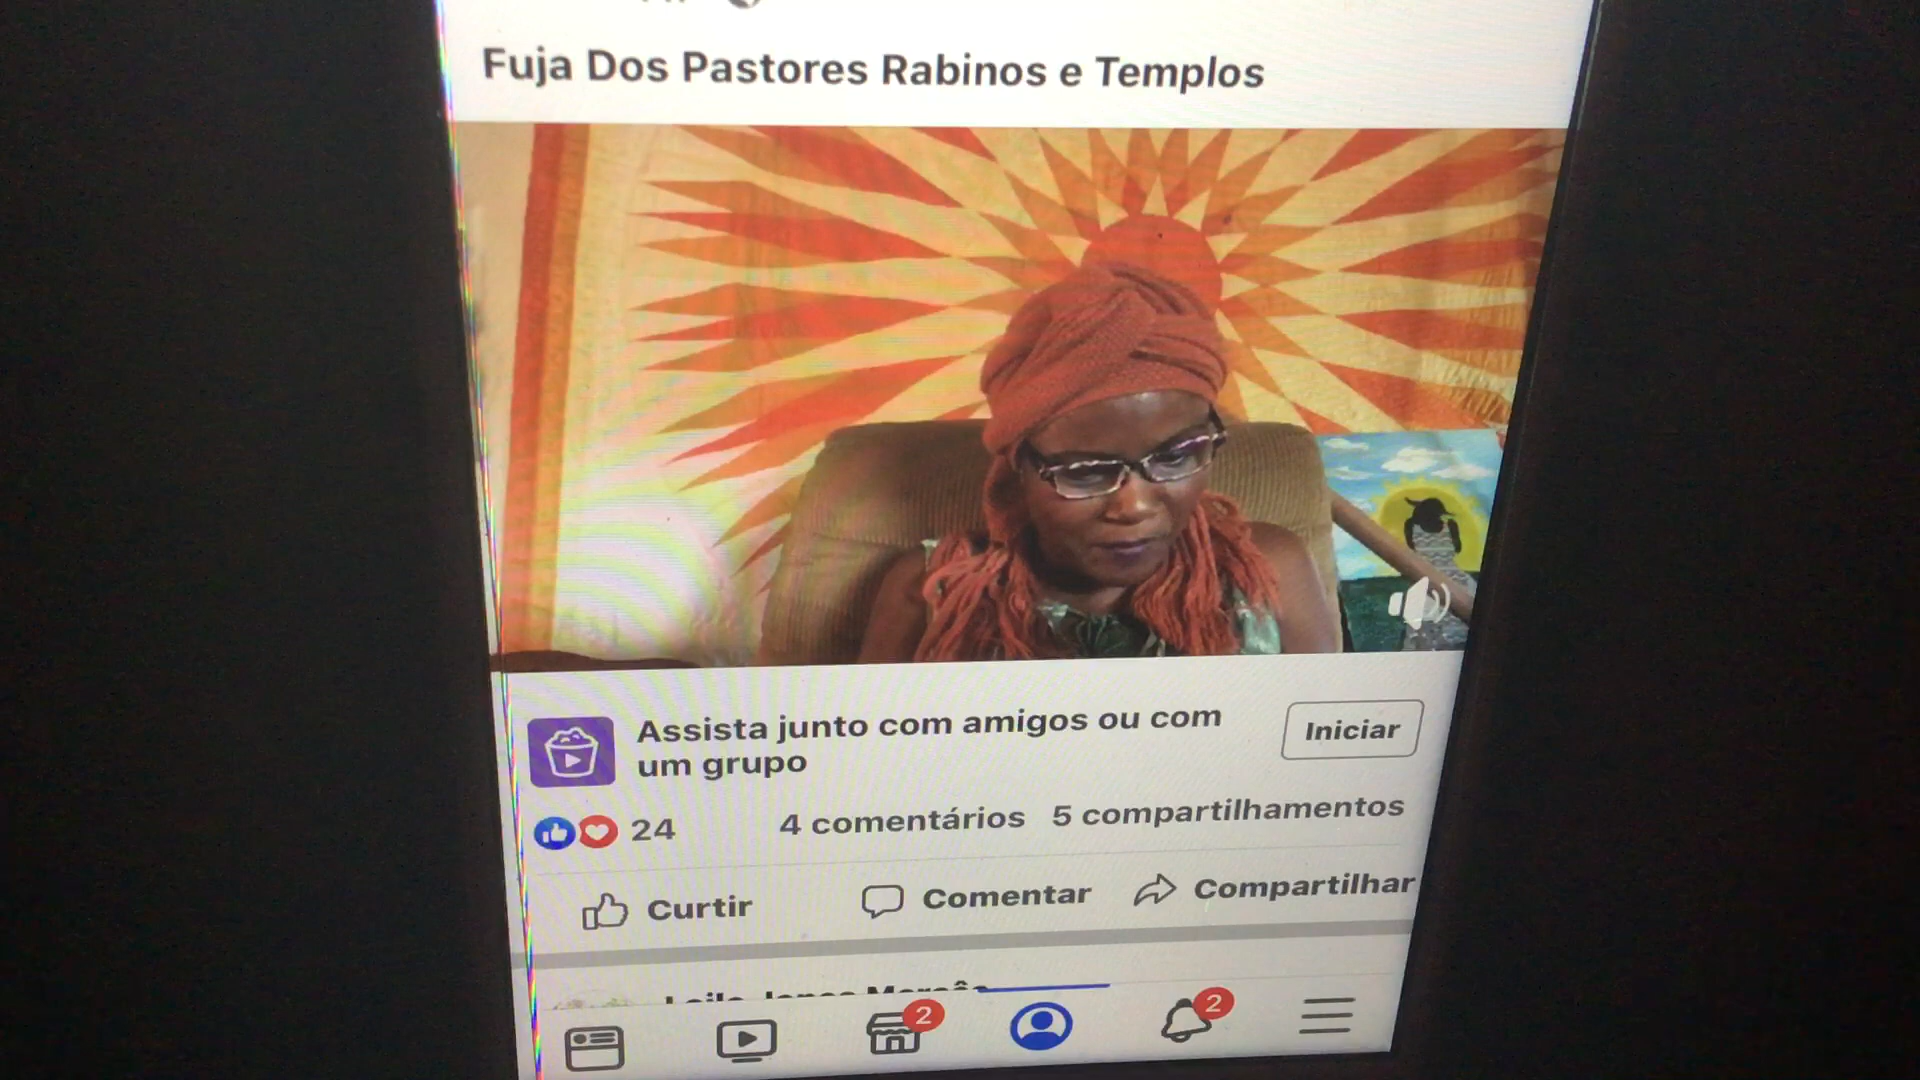 Fuja Dos Pastores Rabinos e Templos
Assista junto com amigos ou com
um grupo
Iniciar
24
4 comentários
5 compartilhamentos
Curtir
Comentar
Compartilhar
2
2